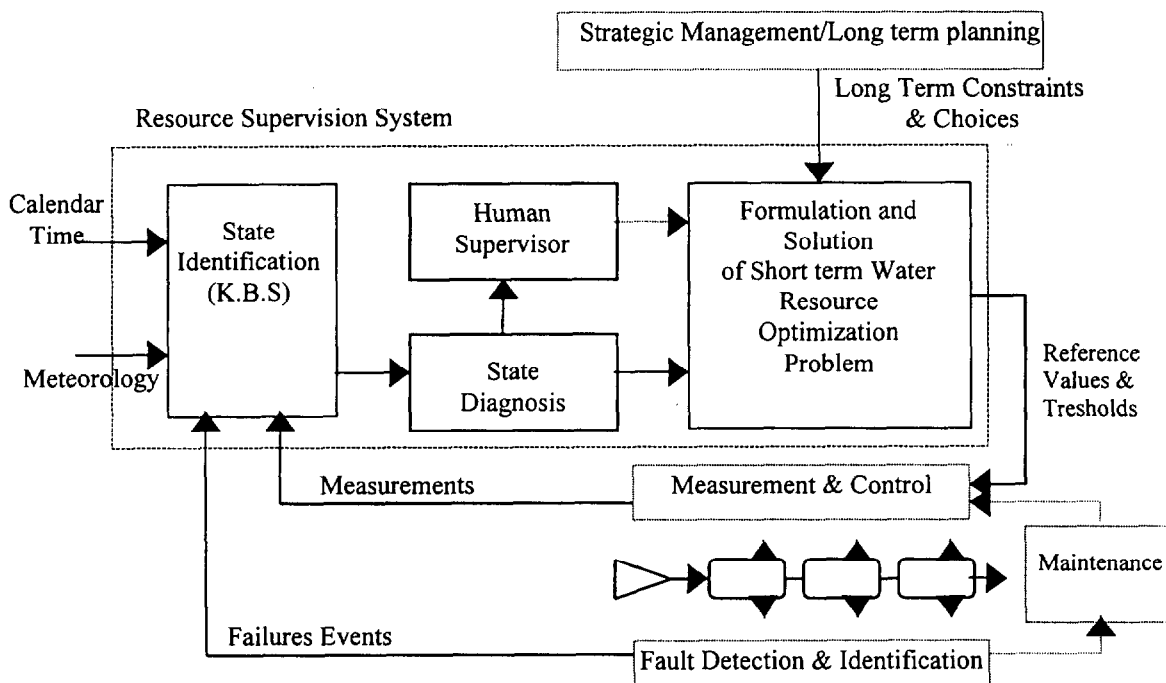 Strategic Management/Long term planning
Long Term Constraints
& Choices
Resource Supervision System
Calendar
Time
Meteorology
State
Identification
(K.B.S)
Human
Supervisor
State
Diagnosis
Formulation and
Solution
of Short term Water
Resource
Optimization
Problem
Reference
Values &
Tresholds
Measurements
Measurement & Control
Maintenance
Failures Events
Fault Detection & Identification